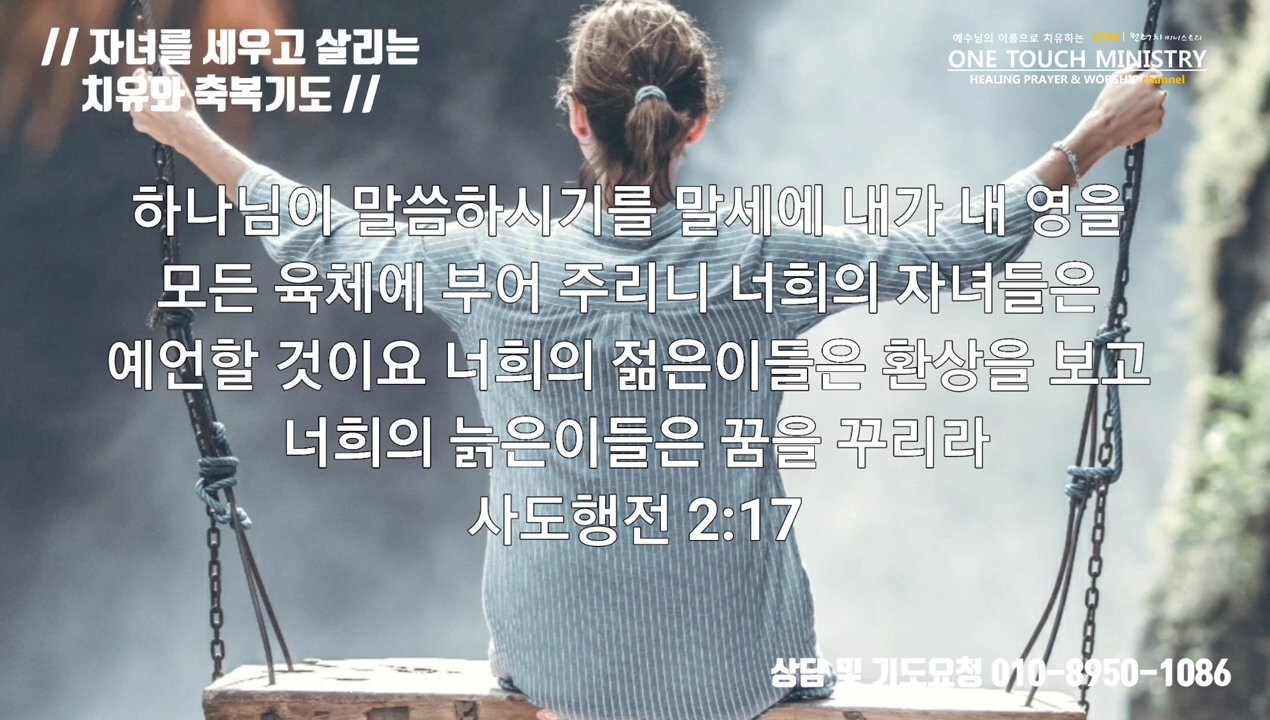 // 자녀를 세우고 살리는
치유와 축복기도 //
예수님의 이름으로 치유하는 OTM | 원터치 미니스트리
ONE TOUCH MINISTRY
HEALING PRAYER & WORSHIP channel
하나님이 말씀하시기를 말세에 내가 내 영을
모든 육체에 부어 주리니 너희의 자녀들은
예언할 것이요 너희의 젊은이들은 환상을 보고
너희의 늙은이들은 꿈을 꾸리라
사도행전 2:17
상담 및 기도요청 010-8950-1086